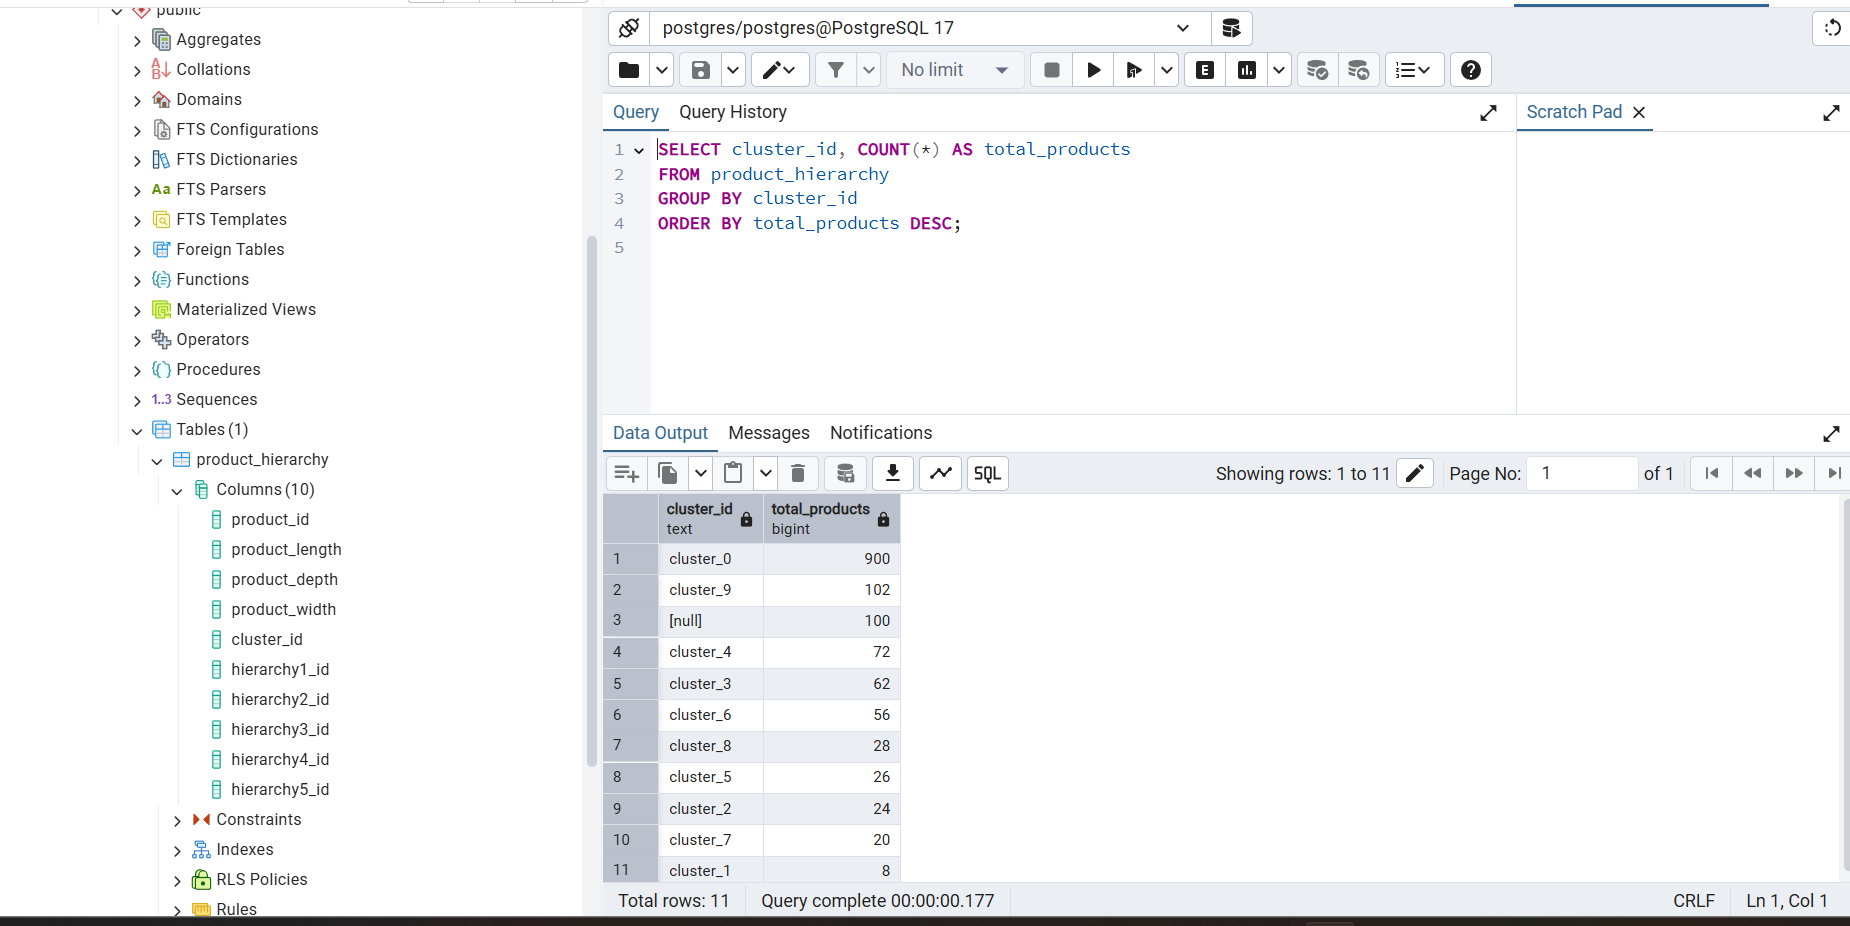 public
Aggregates
Collations
Domains
FTS Configurations
FTS Dictionaries
Aa FTS Parsers
FTS Templates
Foreign Tables
Functions
Materialized Views
Operators
Procedures
1..3 Sequences
Tables (1)
product_hierarchy
Columns (10)
product_id
product_length
product_depth
product_width
cluster_id
hierarchy1_id
hierarchy2_id
hierarchy3_id
hierarchy4_id
hierarchy5_id
Constraints
Indexes
RLS Policies
Rules
postgres/postgres@PostgreSQL 17
No limit
E
Query Query History
Scratch Pad
1 SELECT cluster_id, COUNT(*) AS total_products
2 FROM product_hierarchy
3 GROUP BY cluster_id
4 ORDER BY total_products DESC;
5
Data Output Messages Notifications
SQL Showing rows: 1 to 11 Page No: 1 of 1
cluster_id total_products
text bigint
1 cluster_0 900
2 cluster_9 102
3 [null] 100
4 cluster_4 72
5 cluster_3 62
6 cluster_6 56
7 cluster_8 28
8 cluster_5 26
9 cluster_2 24
10 cluster_7 20
11 cluster_1 8
Total rows: 11 Query complete 00:00:00.177 CRLF Ln 1, Col 1